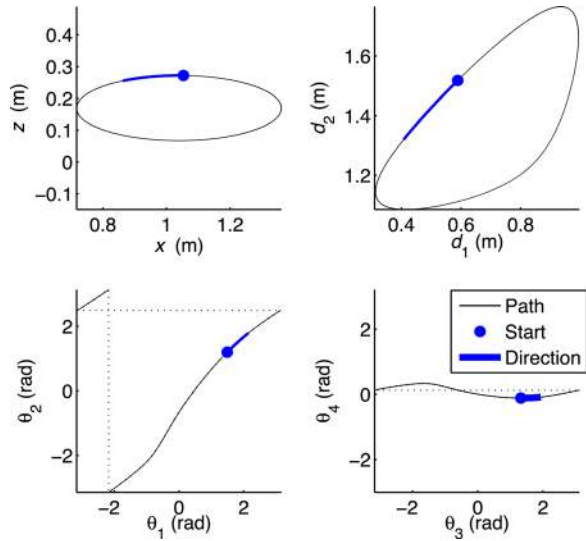 0.4
0.3
0.2
0.1
0
−0.1
z (m)
0.8 1 1.2
x (m)
1.6
1.4
1.2
d2 (m)
0.4 0.6 0.8
d1 (m)
2
0
−2
θ2 (rad)
−2 0 2
θ1 (rad)
Path
Start
Direction
2
0
−2
θ4 (rad)
−2 0 2
θ3 (rad)